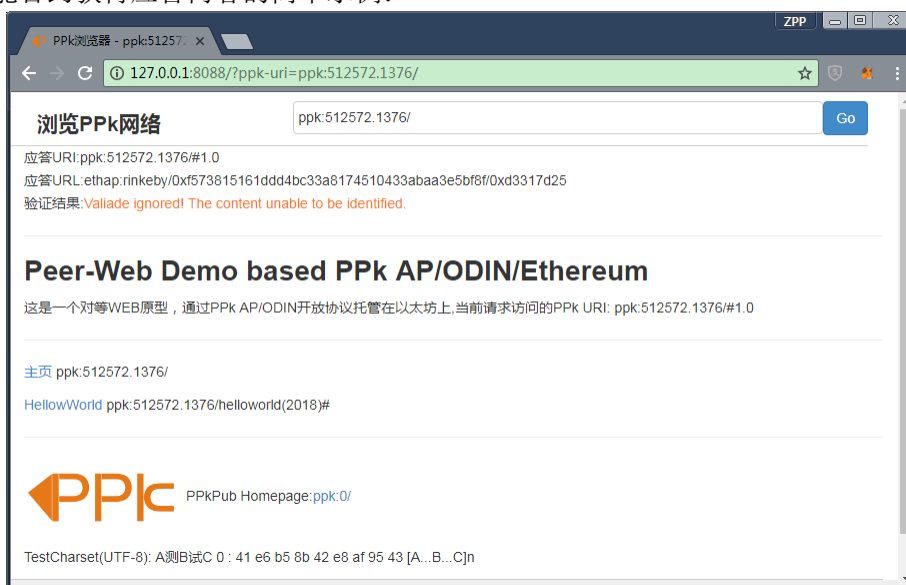 ZPP
PPk浏览器 - ppk:51257
127.0.0.1:8088/?ppk-uri=ppk:512572.1376/
浏览PPk网络 ppk:512572.1376/ Go
应答URI:ppk:512572.1376/#1.0
应答URL:ethap:rinkeby/0xf573815161ddd4bc33a8174510433abaa3e5bf8f/0xd3317d25
验证结果:Valiade ignored! The content unable to be identified.
Peer-Web Demo based PPk AP/ODIN/Ethereum
这是一个对等WEB原型，通过PPk AP/ODIN开放协议托管在以太坊上,当前请求访问的PPk URI: ppk:512572.1376/#1.0
主页 ppk:512572.1376/
HellowWorld ppk:512572.1376/helloworld(2018)#
PPk PPkPub Homepage:ppk:0/
TestCharset(UTF-8): A测B试C 0 : 41 e6 b5 8b 42 e8 af 95 43 [A...B...C]n